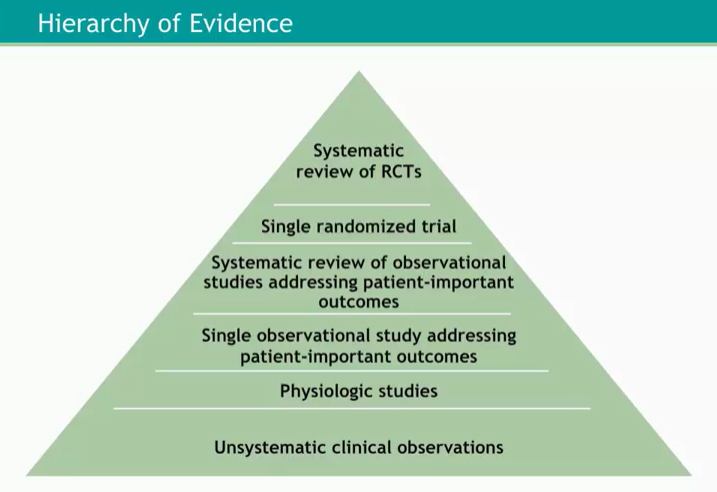 Hierarchy of Evidence
Systematic
review of RCTs
Single randomized trial
Systematic review of observational
studies addressing patient-important
outcomes
Single observational study addressing
patient-important outcomes
Physiologic studies
Unsystematic clinical observations